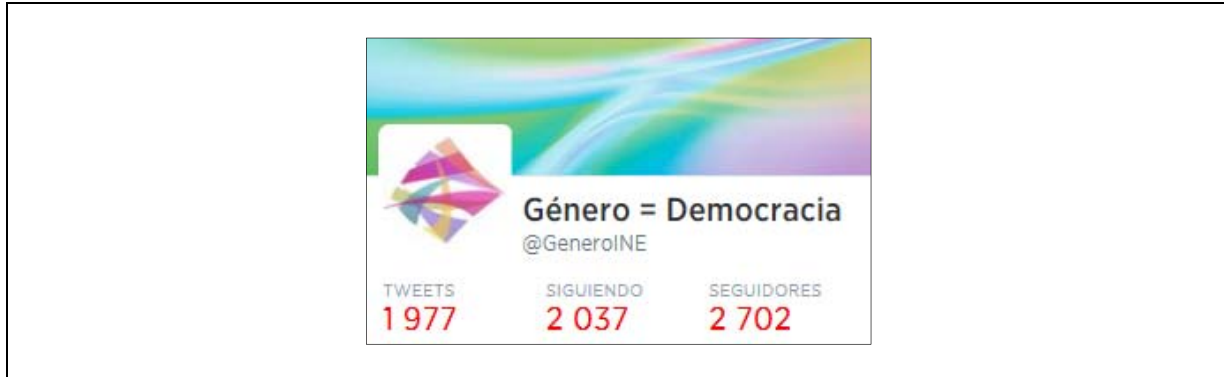 Género = Democracia
@GeneroINE
TWEETS SIGUIENDO SEGUIDORES
1 977 2 037 2 702